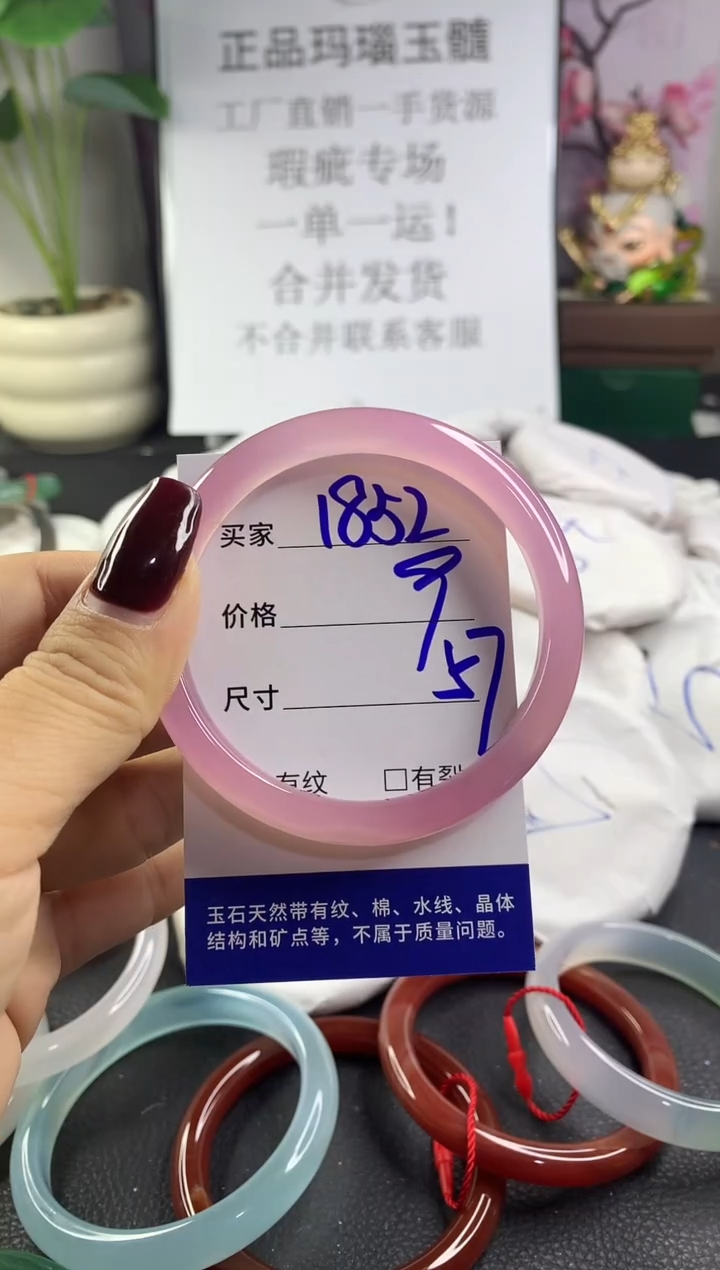 正品玛瑙玉髓
工厂直销一手货源
瑕疵专场
一单一运!
合并发货
不合并联系客服
买家 1852
价格
尺寸 57
有纹 □有裂
玉石天然带有纹、棉、水线、晶体
结构和矿点等，不属于质量问题。